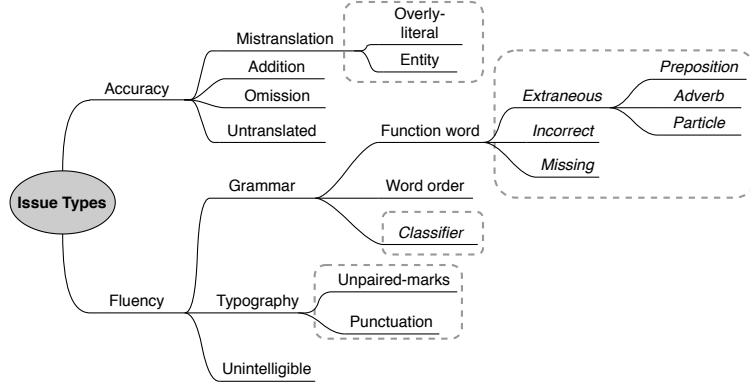 Issue Types
Accuracy
Mistranslation
Overly-
literal
Entity
Addition
Omission
Untranslated
Fluency
Grammar
Function word
Extraneous
Preposition
Adverb
Particle
Incorrect
Missing
Word order
Classifier
Typography
Unpaired-marks
Punctuation
Unintelligible